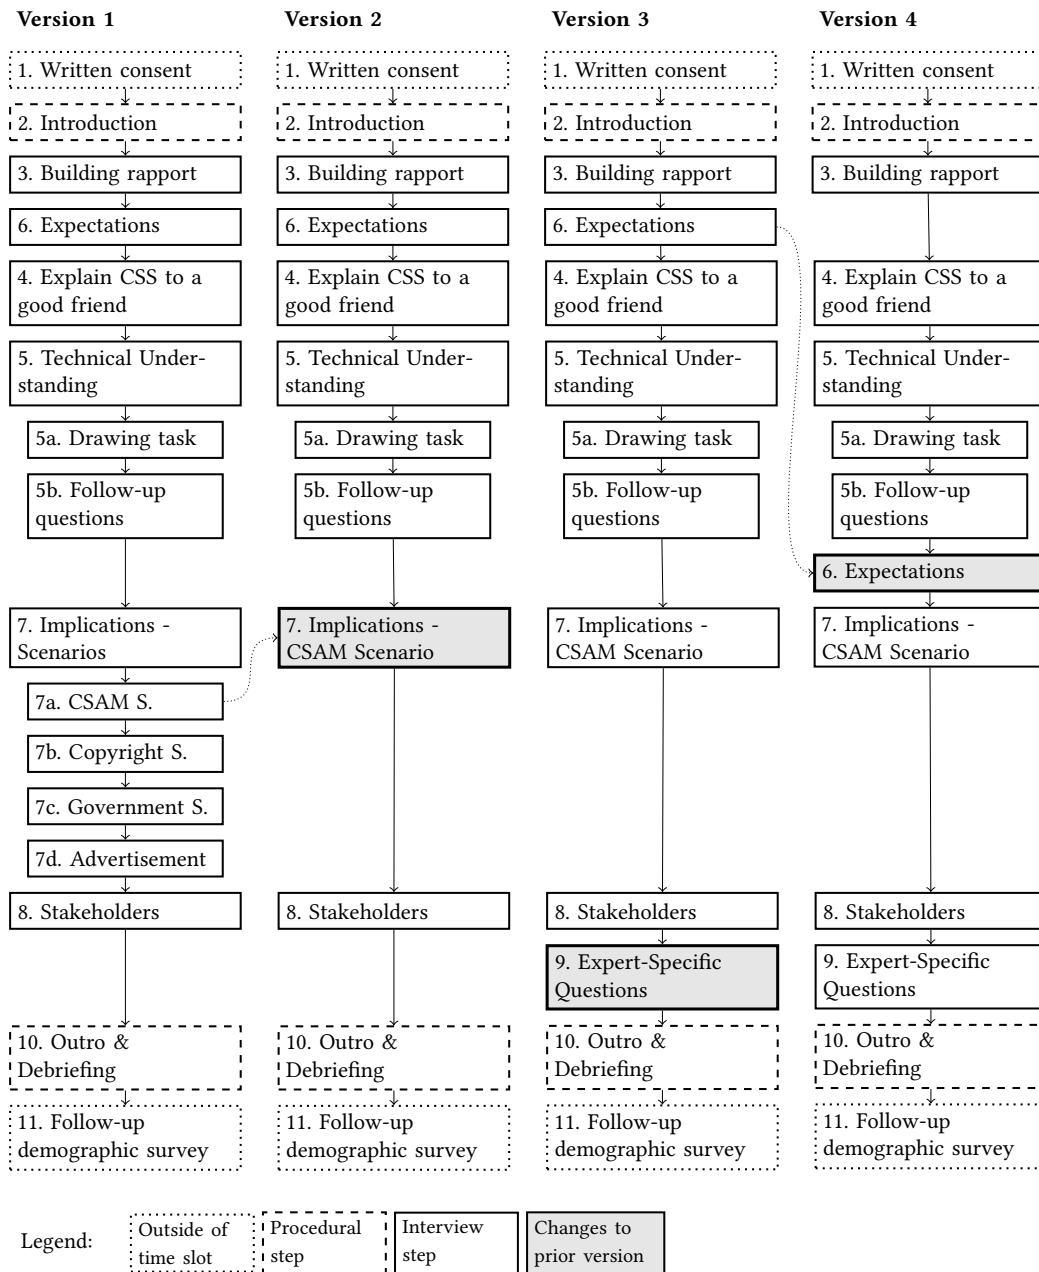 Version 1
1. Written consent
2. Introduction
3. Building rapport
6. Expectations
4. Explain CSS to a
good friend
5. Technical Under-
standing
5a. Drawing task
5b. Follow-up
questions
7. Implications -
Scenarios
7a. CSAM S.
7b. Copyright S.
7c. Government S.
7d. Advertisement
8. Stakeholders
10. Outro &
Debriefing
11. Follow-up
demographic survey
Version 2
1. Written consent
2. Introduction
3. Building rapport
6. Expectations
4. Explain CSS to a
good friend
5. Technical Under-
standing
5a. Drawing task
5b. Follow-up
questions
7. Implications -
CSAM Scenario
8. Stakeholders
10. Outro &
Debriefing
11. Follow-up
demographic survey
Version 3
1. Written consent
2. Introduction
3. Building rapport
6. Expectations
4. Explain CSS to a
good friend
5. Technical Under-
standing
5a. Drawing task
5b. Follow-up
questions
7. Implications -
CSAM Scenario
8. Stakeholders
9. Expert-Specific
Questions
10. Outro &
Debriefing
11. Follow-up
demographic survey
Version 4
1. Written consent
2. Introduction
3. Building rapport
4. Explain CSS to a
good friend
5. Technical Under-
standing
5a. Drawing task
5b. Follow-up
questions
6. Expectations
7. Implications -
CSAM Scenario
8. Stakeholders
9. Expert-Specific
Questions
10. Outro &
Debriefing
11. Follow-up
demographic survey
Legend:
Outside of
time slot
Procedural
step
Interview
step
Changes to
prior version